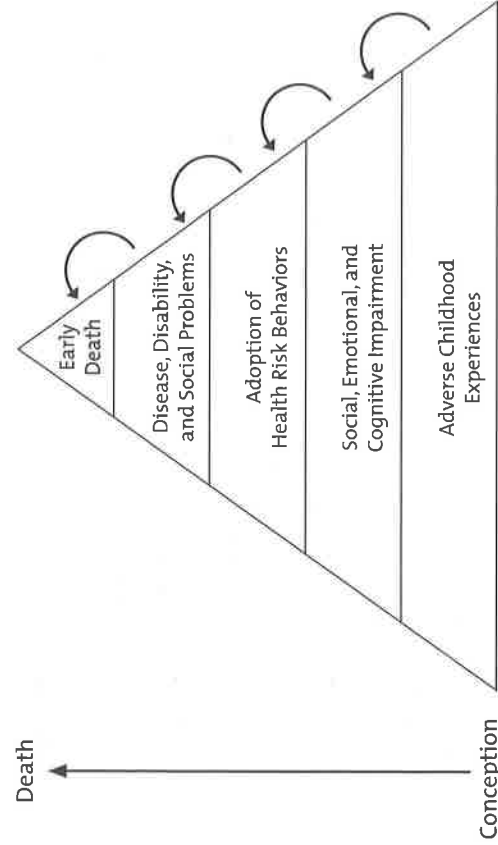 Death
Conception
Early
Death
Disease, Disability,
and Social Problems
Adoption of
Health Risk Behaviors
Social, Emotional, and
Cognitive Impairment
Adverse Childhood
Experiences